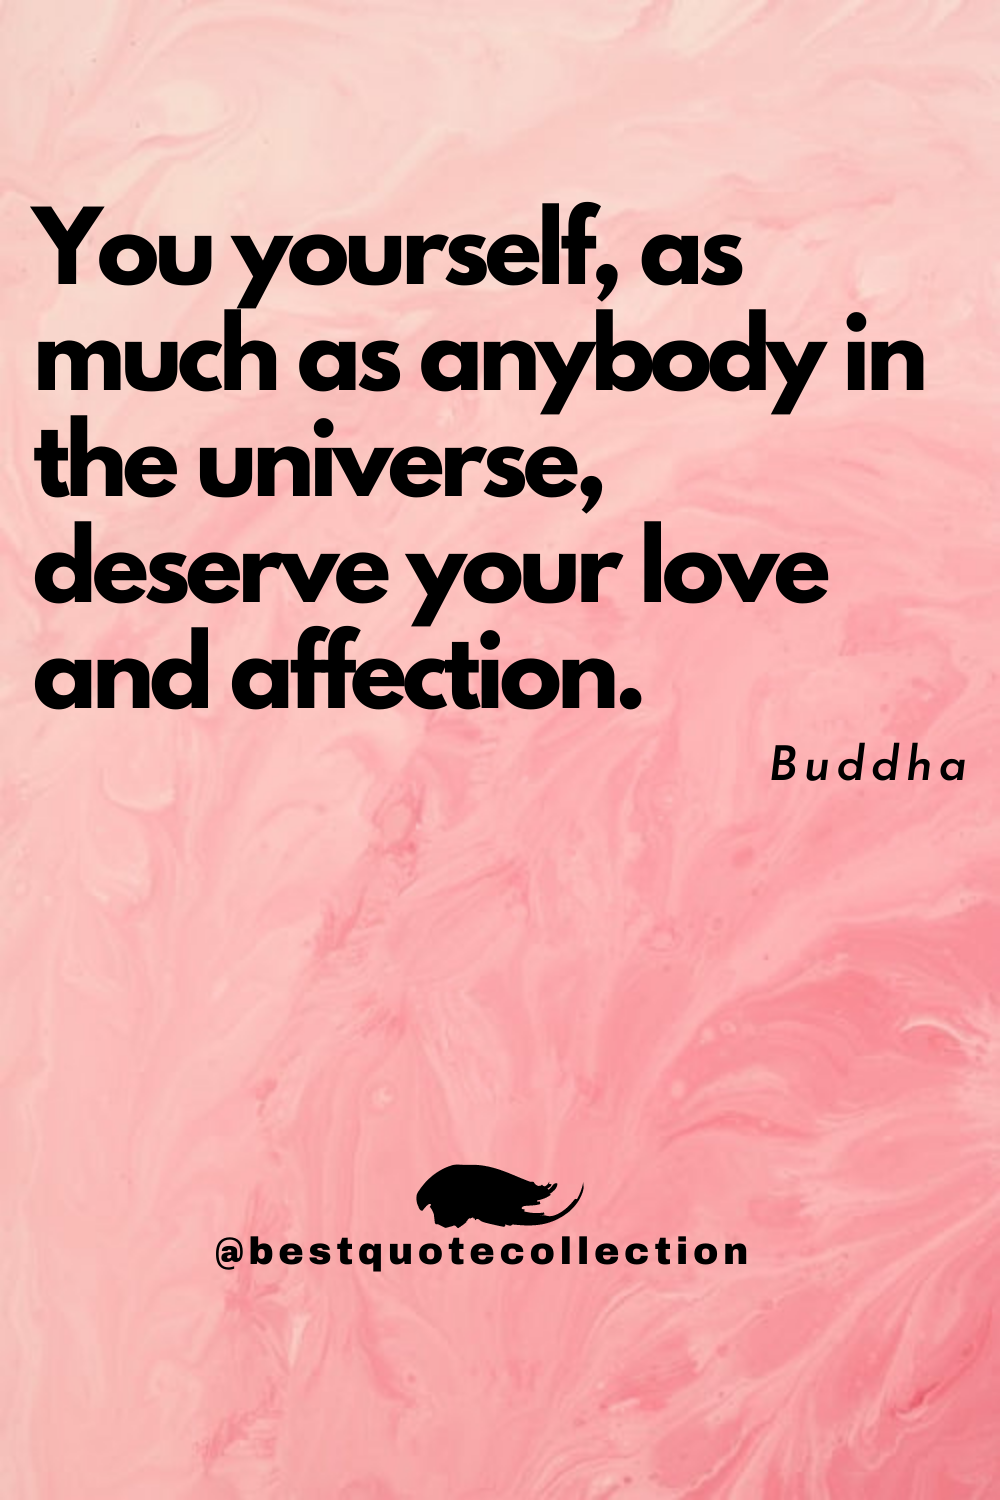 You yourself, as
much as anybody in
the universe,
deserve your love
and affection.
Buddha
@bestquotecollection